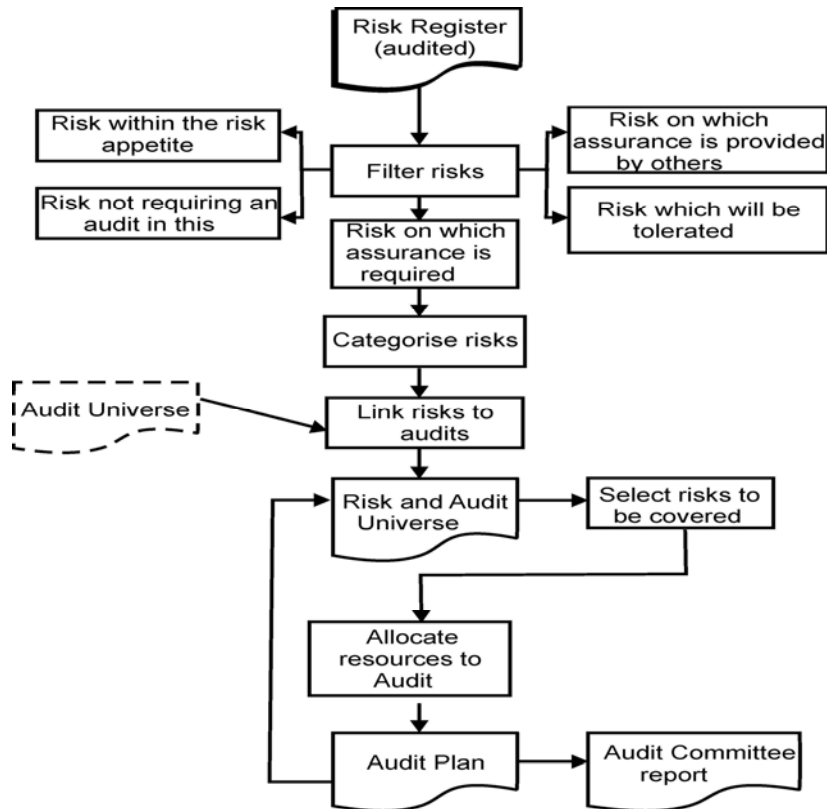 Risk Register
(audited)
Risk within the risk
appetite
Risk on which
assurance is provided
by others
Filter risks
Risk not requiring an
audit in this
Risk which will be
tolerated
Risk on which
assurance is
required
Categorise risks
Audit Universe
Link risks to
audits
Risk and Audit
Universe
Select risks to
be covered
Allocate
resources to
Audit
Audit Plan
Audit Committee
report